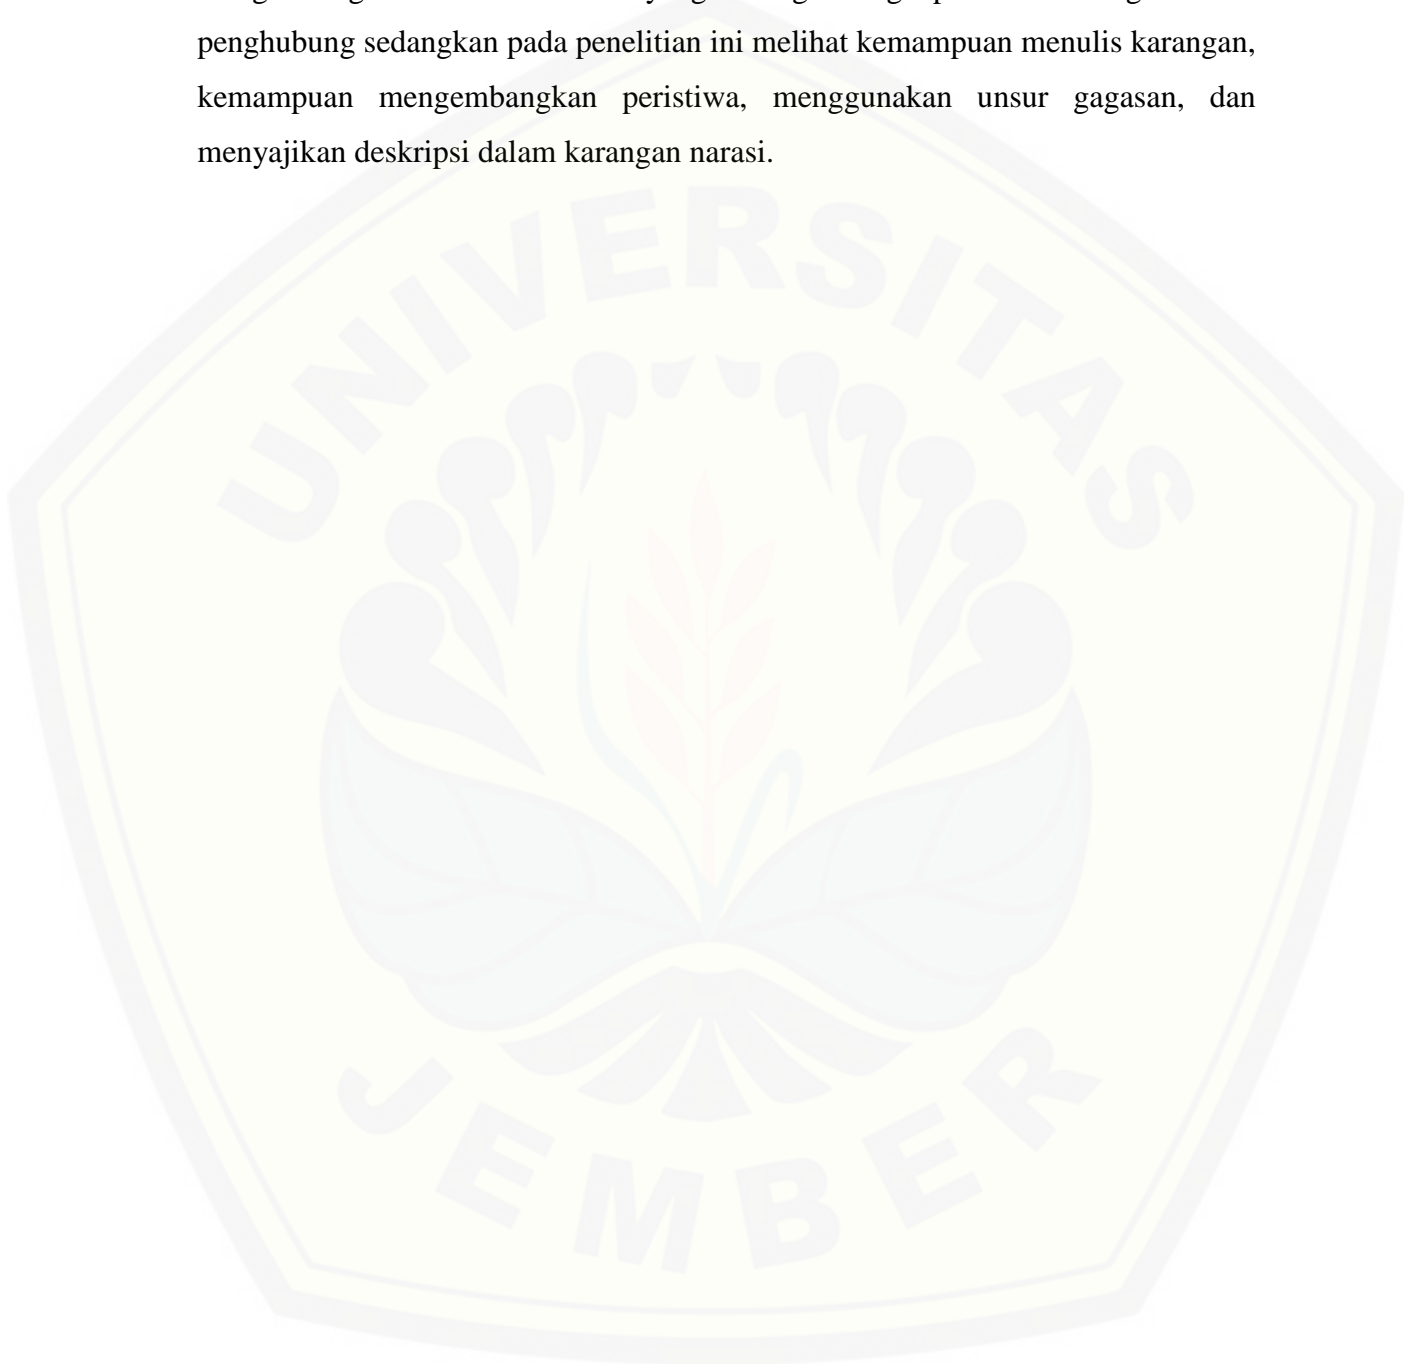 penghubung sedangkan pada penelitian ini melihat kemampuan menulis karangan,
kemampuan mengembangkan peristiwa, menggunakan unsur gagasan, dan
menyajikan deskripsi dalam karangan narasi.
UNIVERSITAS
JEMBER